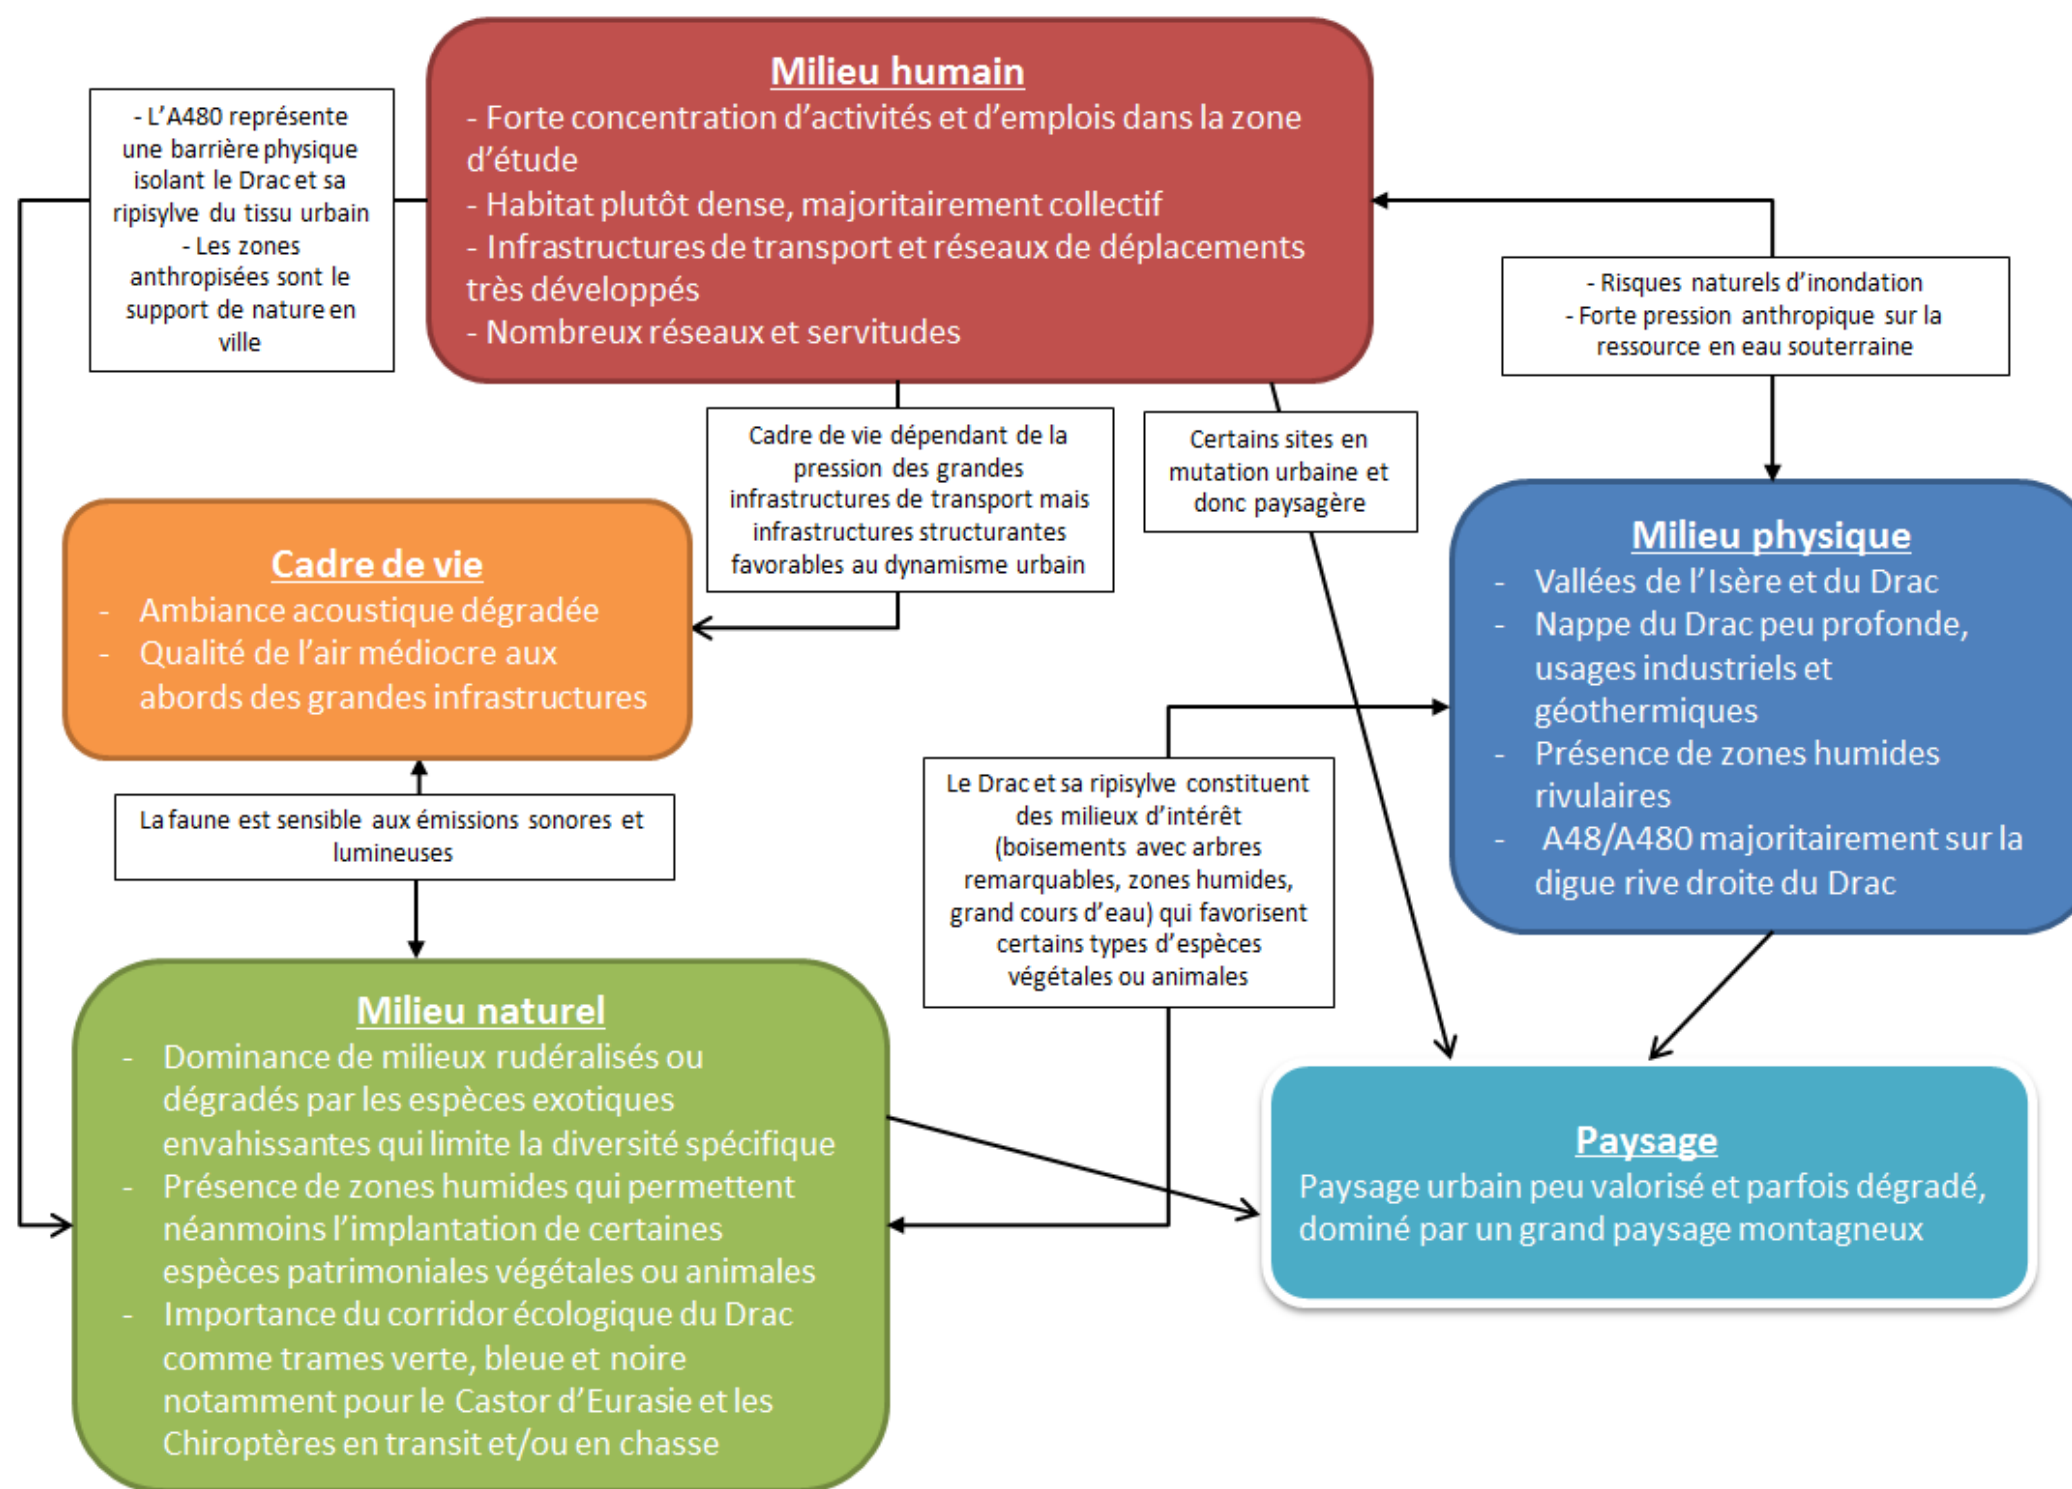 Milieu humain
- Forte concentration d’activités et d’emplois dans la zone
d’étude
- Habitat plutôt dense, majoritairement collectif
- Infrastructures de transport et réseaux de déplacements
très développés
- Nombreux réseaux et servitudes
- L’A480 représente
une barrière physique
isolant le Drac et sa
ripisylve du tissu urbain
- Les zones
anthropisées sont le
support de nature en
ville
- Risques naturels d’inondation
- Forte pression anthropique sur la
ressource en eau souterraine
Cadre de vie dépendant de la
pression des grandes
infrastructures de transport mais
infrastructures structurantes
favorables au dynamisme urbain
Certains sites en
mutation urbaine et
donc paysagère
Cadre de vie
- Ambiance acoustique dégradée
- Qualité de l’air médiocre aux
abords des grandes infrastructures
Milieu physique
- Vallées de l’Isère et du Drac
- Nappe du Drac peu profonde,
usages industriels et
géothermiques
- Présence de zones humides
rivulaires
- A48/A480 majoritairement sur la
digue rive droite du Drac
La faune est sensible aux émissions sonores et
lumineuses
Le Drac et sa ripisylve constituent
des milieux d’intérêt
(boisements avec arbres
remarquables, zones humides,
grand cours d’eau) qui favorisent
certains types d’espèces
végétales ou animales
Milieu naturel
- Dominance de milieux rudéralisés ou
dégradés par les espèces exotiques
envahissantes qui limite la diversité spécifique
- Présence de zones humides qui permettent
néanmoins l’implantation de certaines
espèces patrimoniales végétales ou animales
- Importance du corridor écologique du Drac
comme trames verte, bleue et noire
notamment pour le Castor d’Eurasie et les
Chiroptères en transit et/ou en chasse
Paysage
Paysage urbain peu valorisé et parfois dégradé,
dominé par un grand paysage montagneux